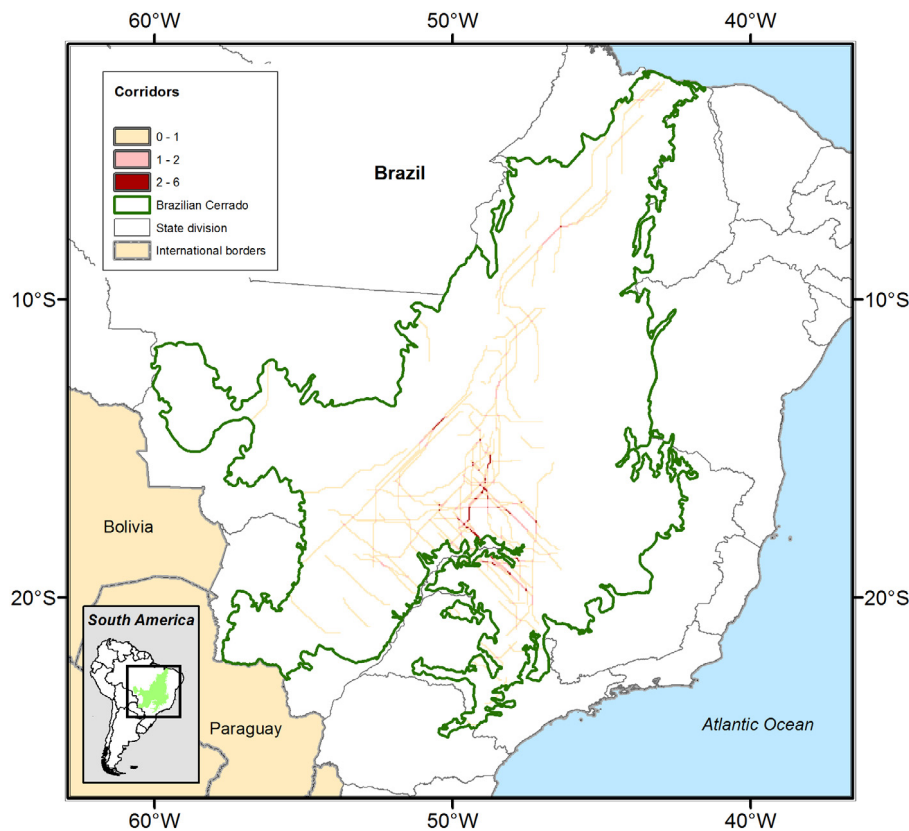 60°W 50°W 40°W
Corridors
0 - 1
1 - 2
2 - 6
Brazilian Cerrado
State division
International borders
Brazil
10°S 10°S
Bolivia
20°S 20°S
South America
Paraguay
Atlantic Ocean
60°W 50°W 40°W